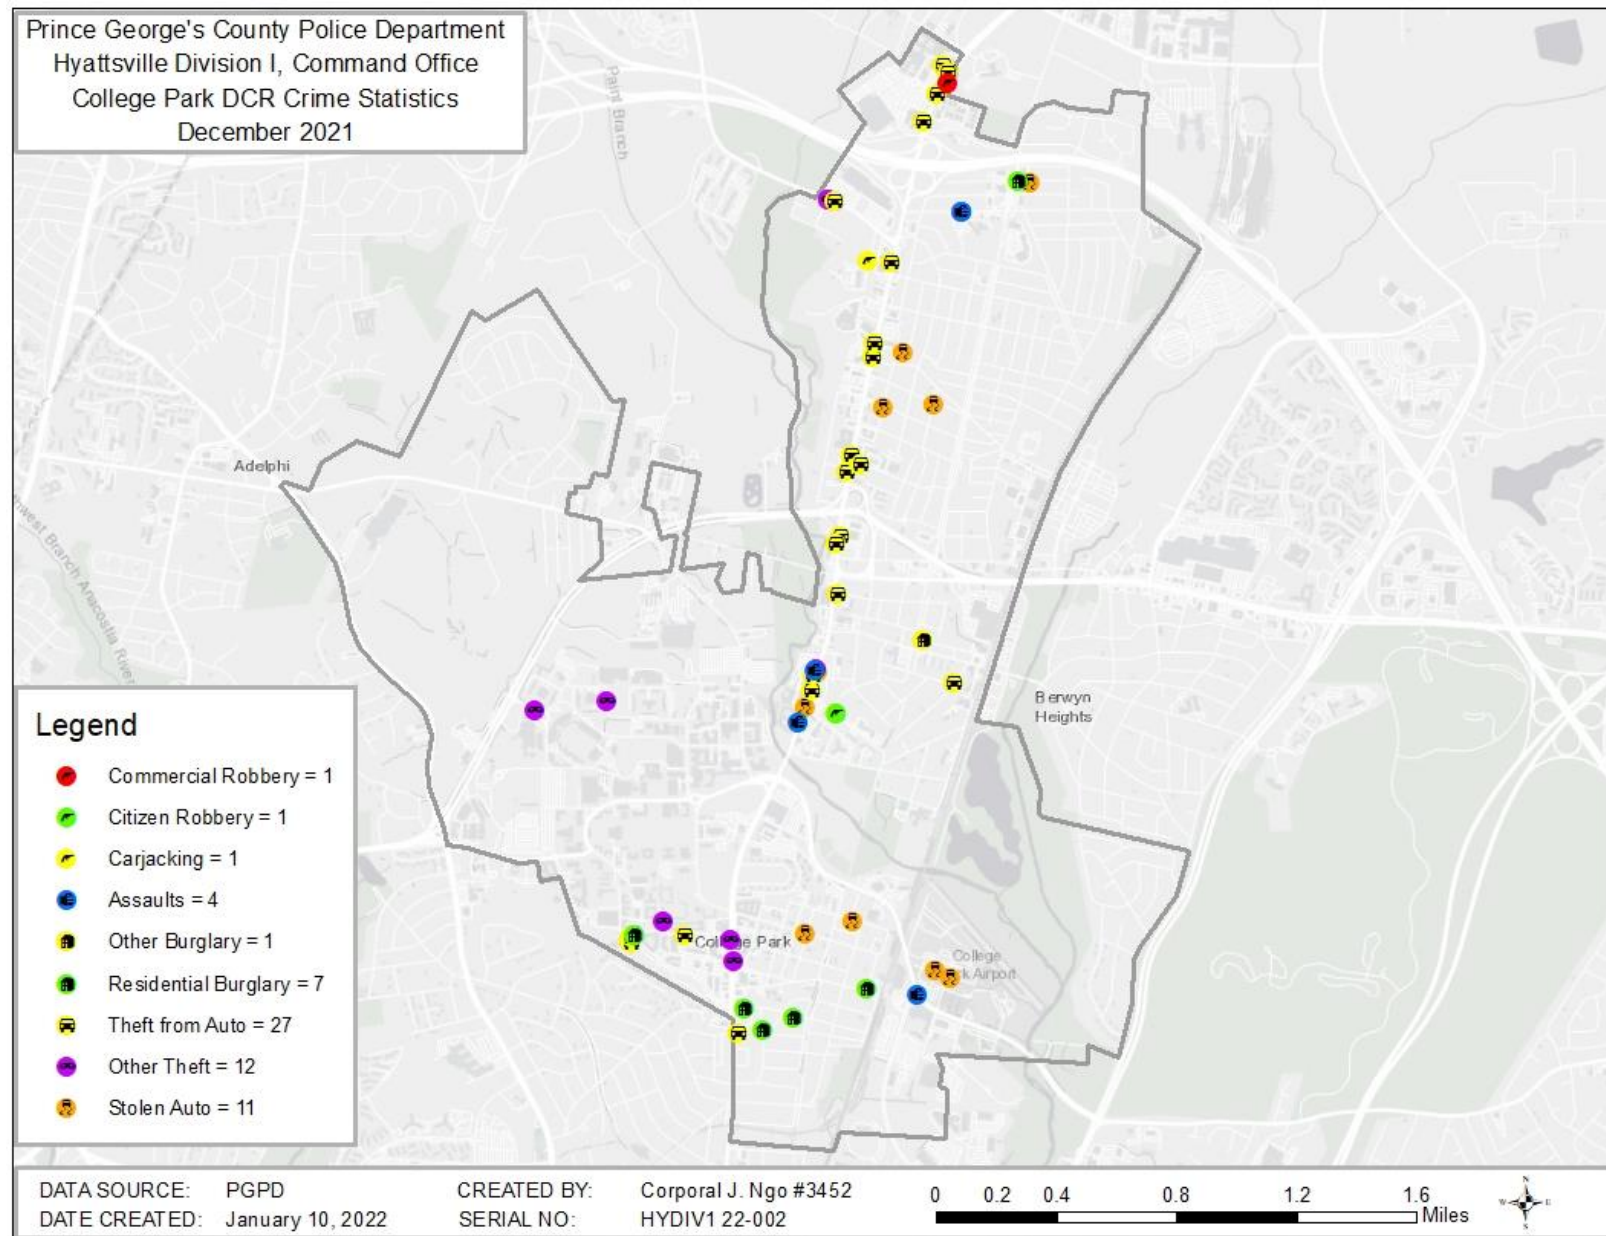 Prince George's County Police Department
Hyattsville Division I, Command Office
College Park DCR Crime Statistics
December 2021
Paint Branch
Adelphi
Branch Anacostia River
Berwyn
Heights
College Park
College
Airport
Legend
Commercial Robbery = 1
Citizen Robbery = 1
Carjacking = 1
Assaults = 4
Other Burglary = 1
Residential Burglary = 7
Theft from Auto = 27
Other Theft = 12
Stolen Auto = 11
DATA SOURCE: PGPD
DATE CREATED: January 10, 2022
CREATED BY: Corporal J. Ngo #3452
SERIAL NO: HYDIV1 22-002
0 0.2 0.4 0.8 1.2 1.6
Miles
N
W E
S